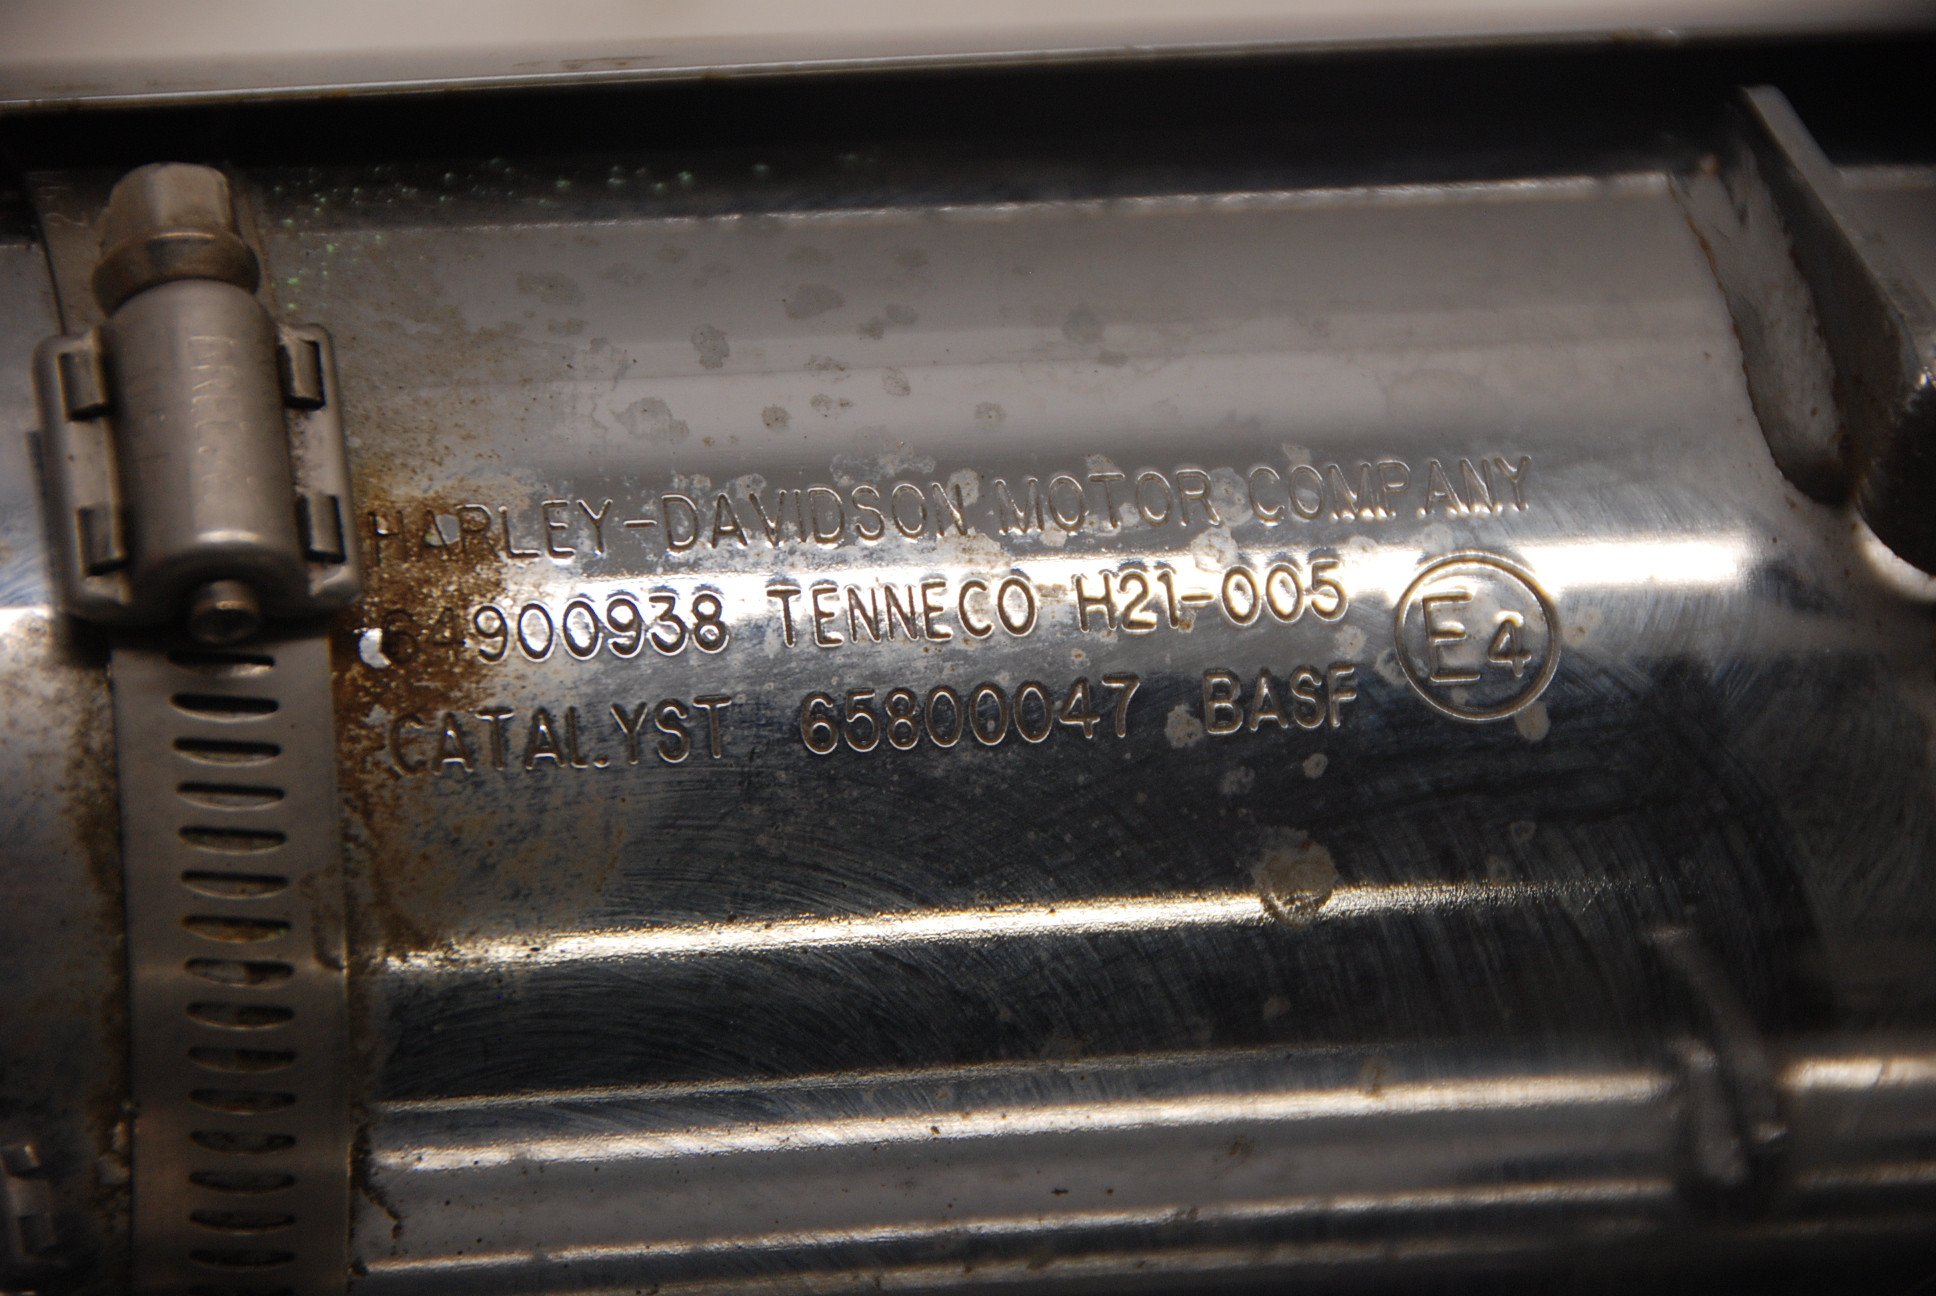 HARLEY-DAVIDSON MOTOR COMPANY
64900938 TENNECO H21-005
E4
CATALYST 65800047 BASF